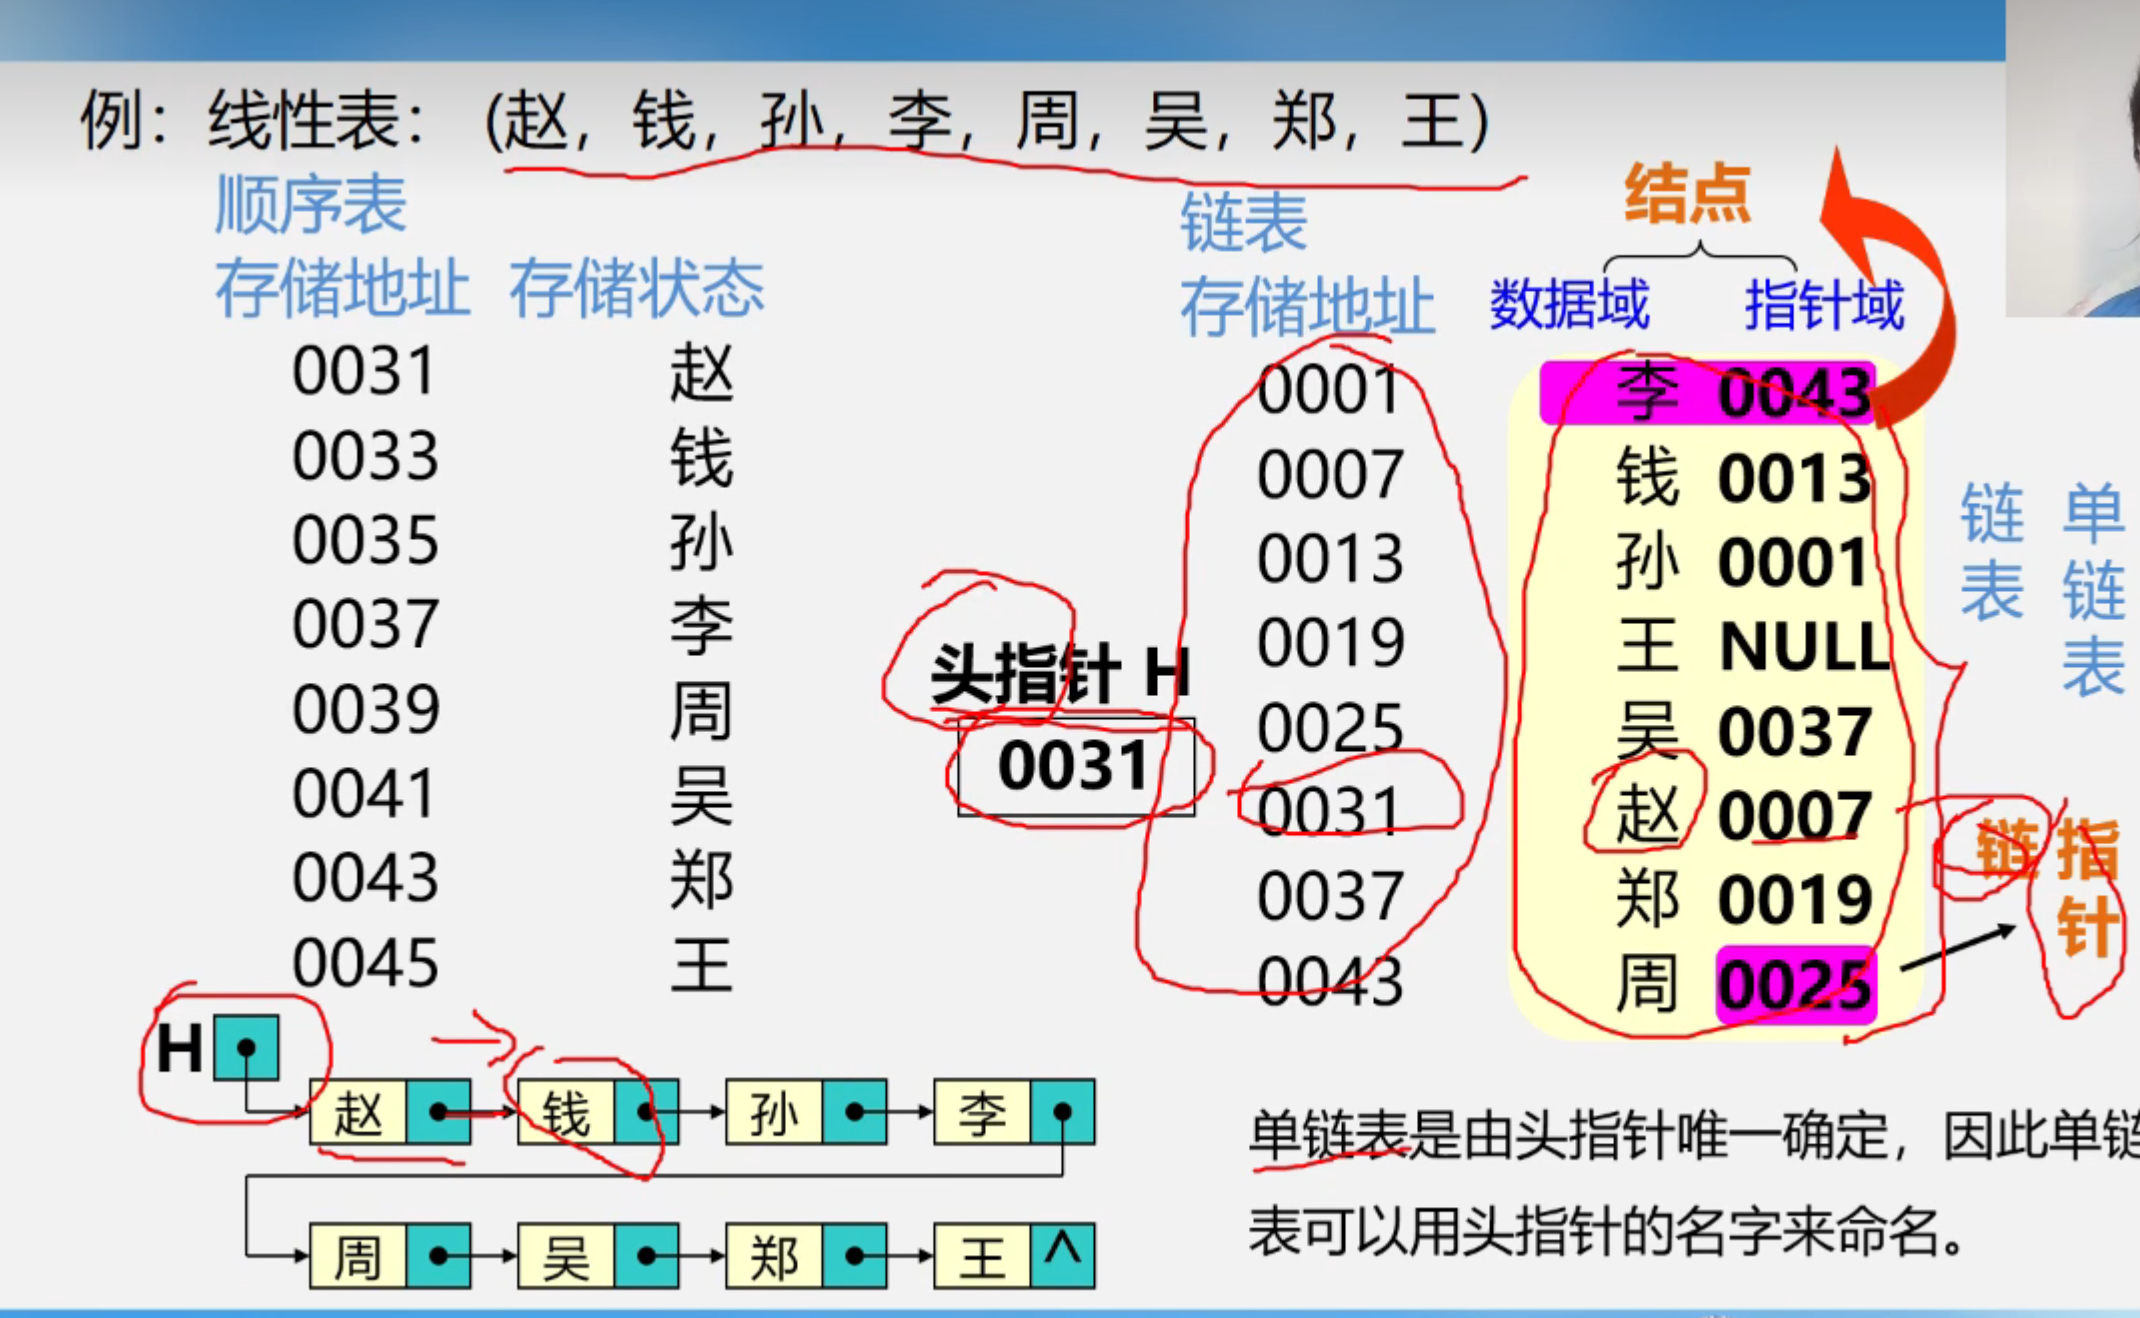 例：线性表：（赵，钱，孙，李，周，吴，郑，王）
顺序表
存储地址 存储状态
0031 赵
0033 钱
0035 孙
0037 李
0039 周
0041 吴
0043 郑
0045 王
头指针 H
0031
链表
存储地址
结点
数据域 指针域
0001 李 0043
0007 钱 0013
0013 孙 0001
0019 王 NULL
0025 吴 0037
0031 赵 0007
0037 郑 0019
0043 周 0025
链表
单链表
链
指针
H
赵 钱 孙 李
周 吴 郑 王 ^
单链表是由头指针唯一确定，因此单链
表可以用头指针的名字来命名。